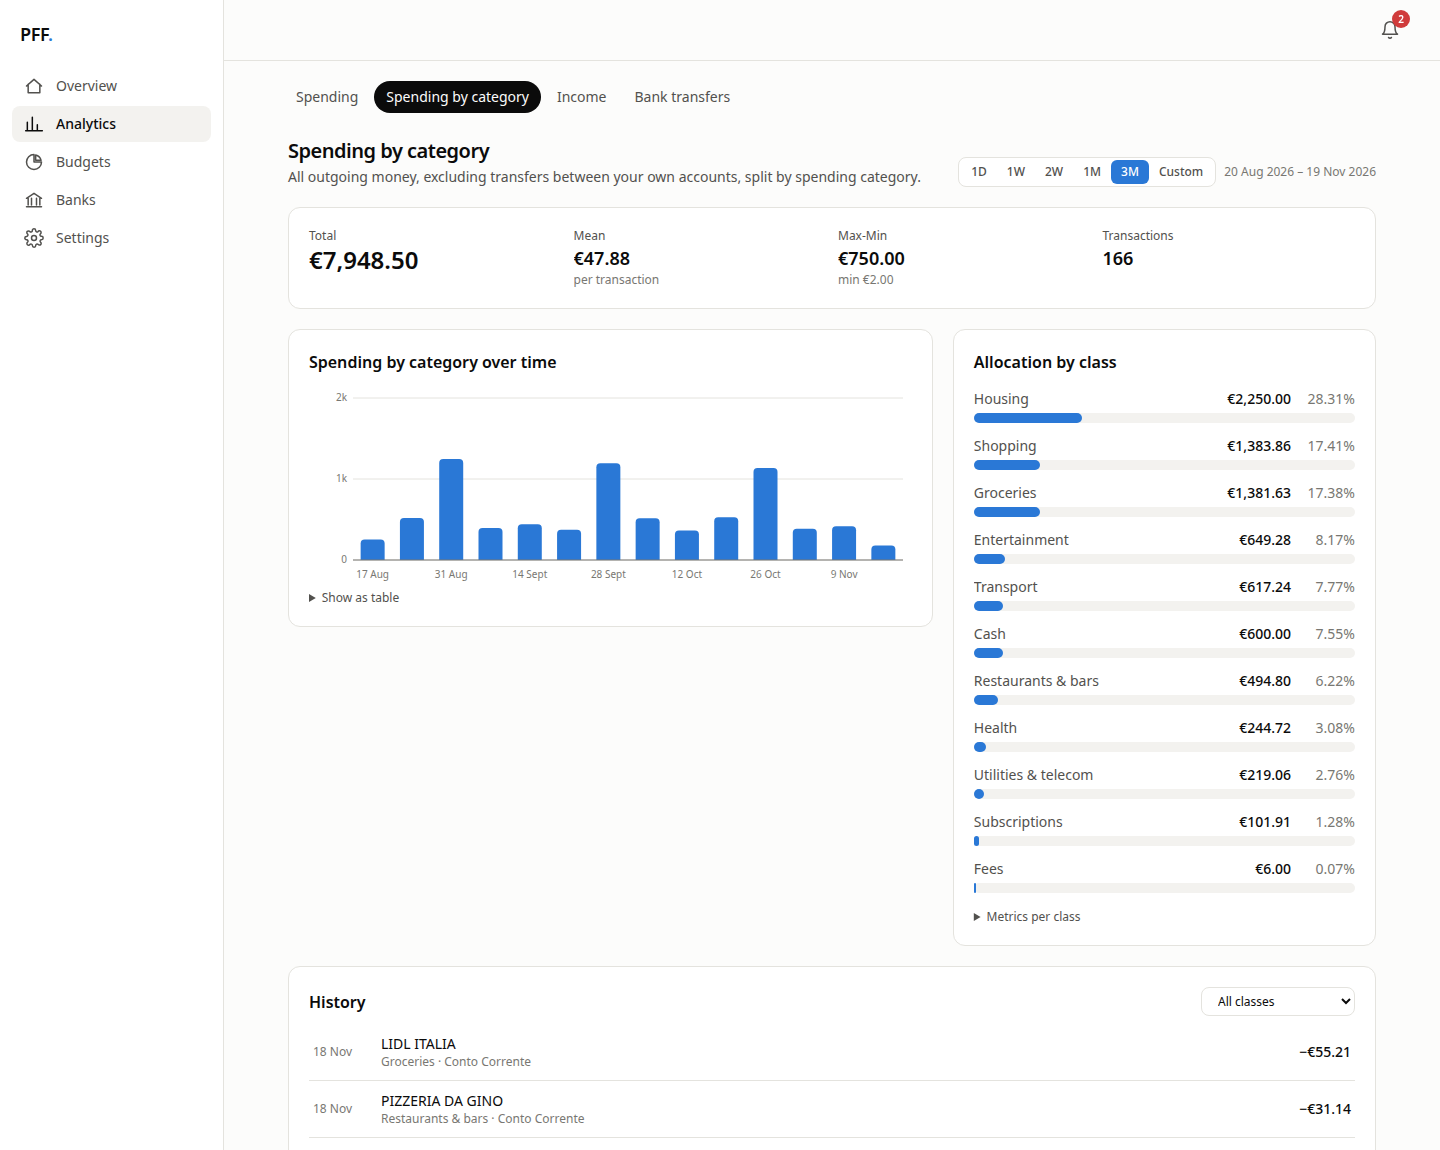 PFF.
Overview
Analytics
Budgets
Banks
Settings
2
Spending
Spending by category
Income
Bank transfers
Spending by category
All outgoing money, excluding transfers between your own accounts, split by spending category.
1D
1W
2W
1M
3M
Custom
20 Aug 2026 – 19 Nov 2026
Total
€7,948.50
Mean
€47.88
per transaction
Max-Min
€750.00
min €2.00
Transactions
166
Spending by category over time
2k
1k
0
17 Aug
31 Aug
14 Sept
28 Sept
12 Oct
26 Oct
9 Nov
Show as table
Allocation by class
Housing €2,250.00 28.31%
Shopping €1,383.86 17.41%
Groceries €1,381.63 17.38%
Entertainment €649.28 8.17%
Transport €617.24 7.77%
Cash €600.00 7.55%
Restaurants & bars €494.80 6.22%
Health €244.72 3.08%
Utilities & telecom €219.06 2.76%
Subscriptions €101.91 1.28%
Fees €6.00 0.07%
Metrics per class
History
All classes
18 Nov
LIDL ITALIA
Groceries · Conto Corrente
−€55.21
18 Nov
PIZZERIA DA GINO
Restaurants & bars · Conto Corrente
−€31.14